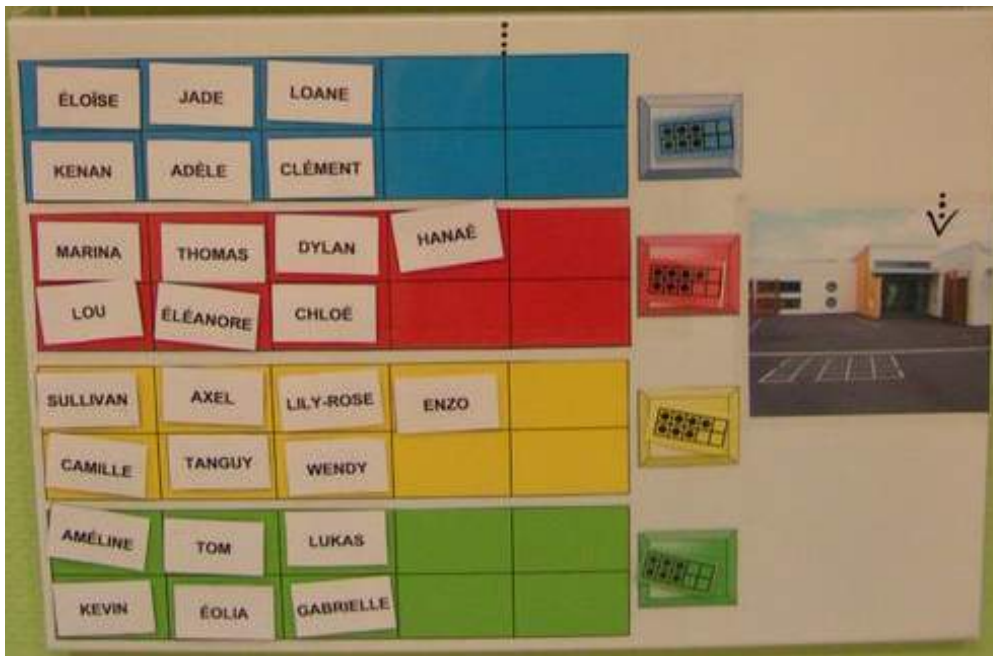 ÉLOÏSE JADE LOANE
KENAN ADÈLE CLÉMENT
MARINA THOMAS DYLAN HANAÉ
LOU ÉLÉANORE CHLOÉ
SULLIVAN AXEL LILY-ROSE ENZO
CAMILLE TANGUY WENDY
AMÉLINE TOM LUKAS
KEVIN ÉOLIA GABRIELLE